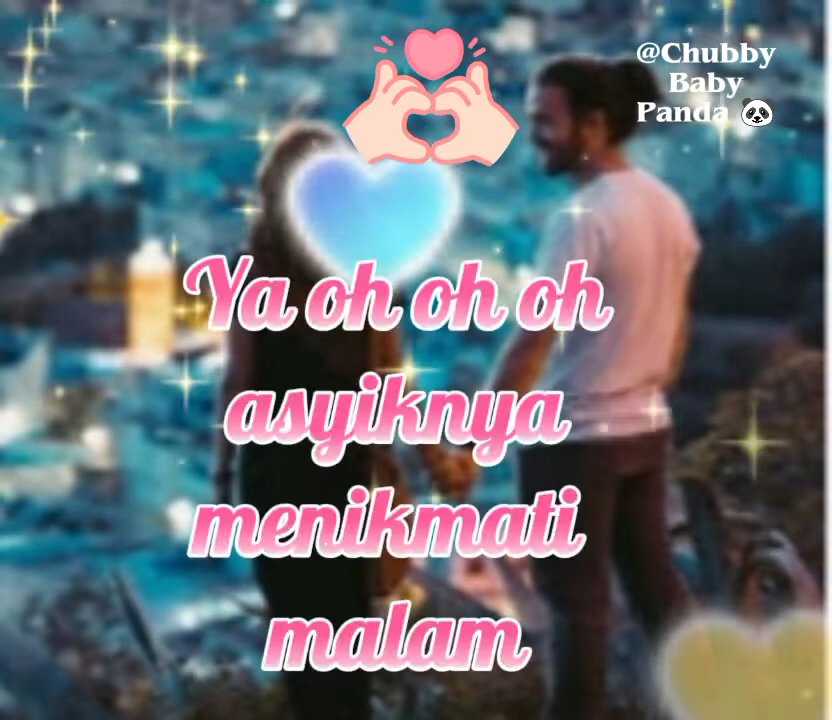 @Chubby
Baby
Panda 🐼
Ya oh oh oh
asyiknya
menikmati
malam